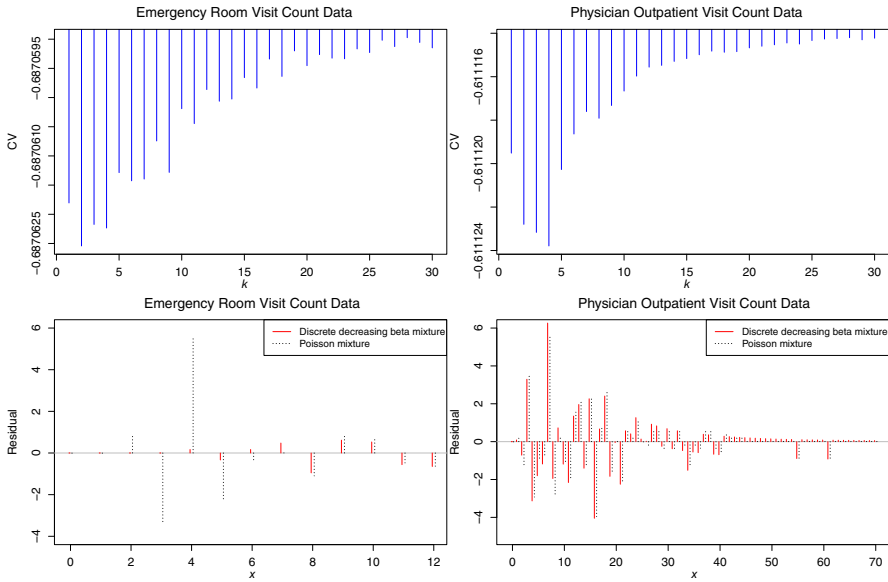 Emergency Room Visit Count Data
CV
−0.6870595
−0.6870610
−0.6870625
0 5 10 15 20 25 30
k
Physician Outpatient Visit Count Data
CV
−0.611116
−0.611120
−0.611124
0 5 10 15 20 25 30
k
Emergency Room Visit Count Data
Residual
6
4
2
0
−2
−4
Discrete decreasing beta mixture
Poisson mixture
0 2 4 6 8 10 12
x
Physician Outpatient Visit Count Data
Residual
6
4
2
0
−2
−4
Discrete decreasing beta mixture
Poisson mixture
0 10 20 30 40 50 60 70
x